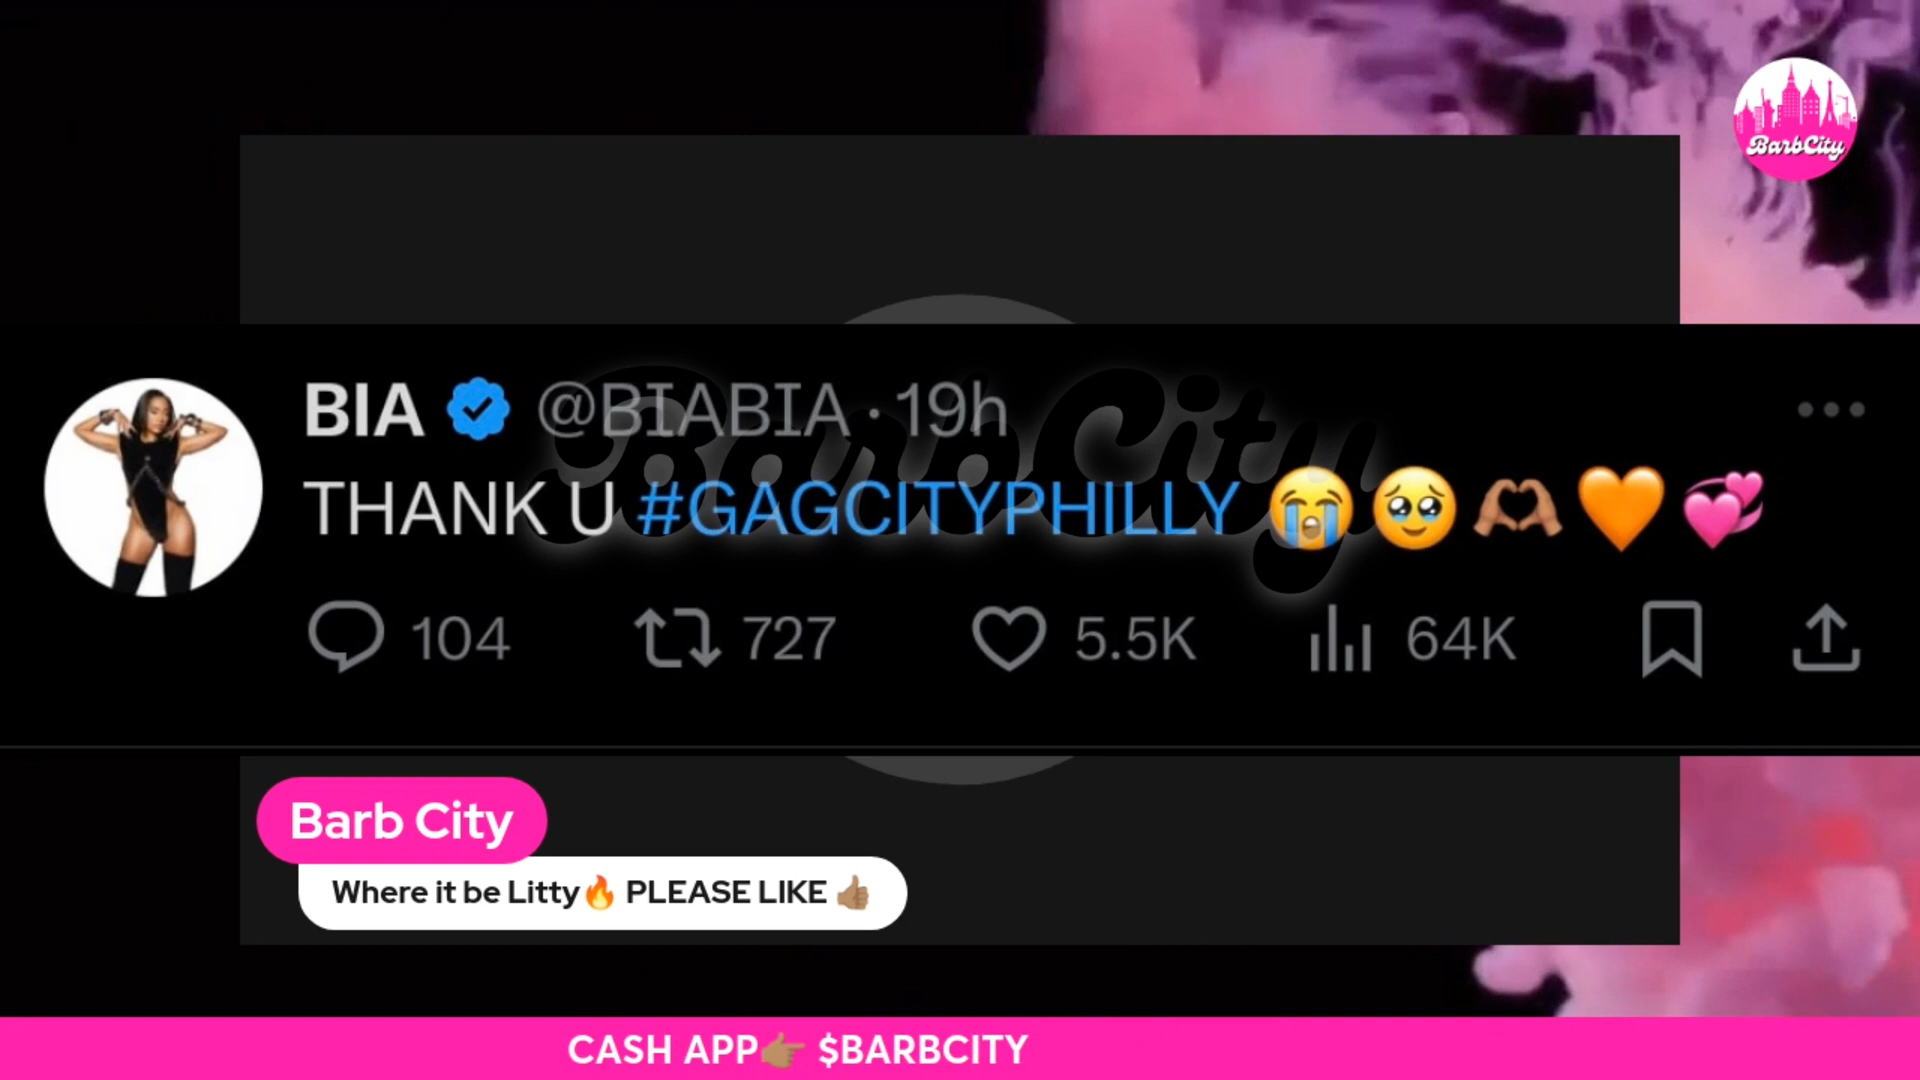 BarbCity
BIA @BIABIA · 19h
THANK U #GAGCITYPHILLY 😭🥹🫶🏽🧡💞
BarbCity
104 727 5.5K 64K
Barb City
Where it be Litty🔥 PLEASE LIKE 👍🏽
CASH APP👉🏽 $BARBCITY